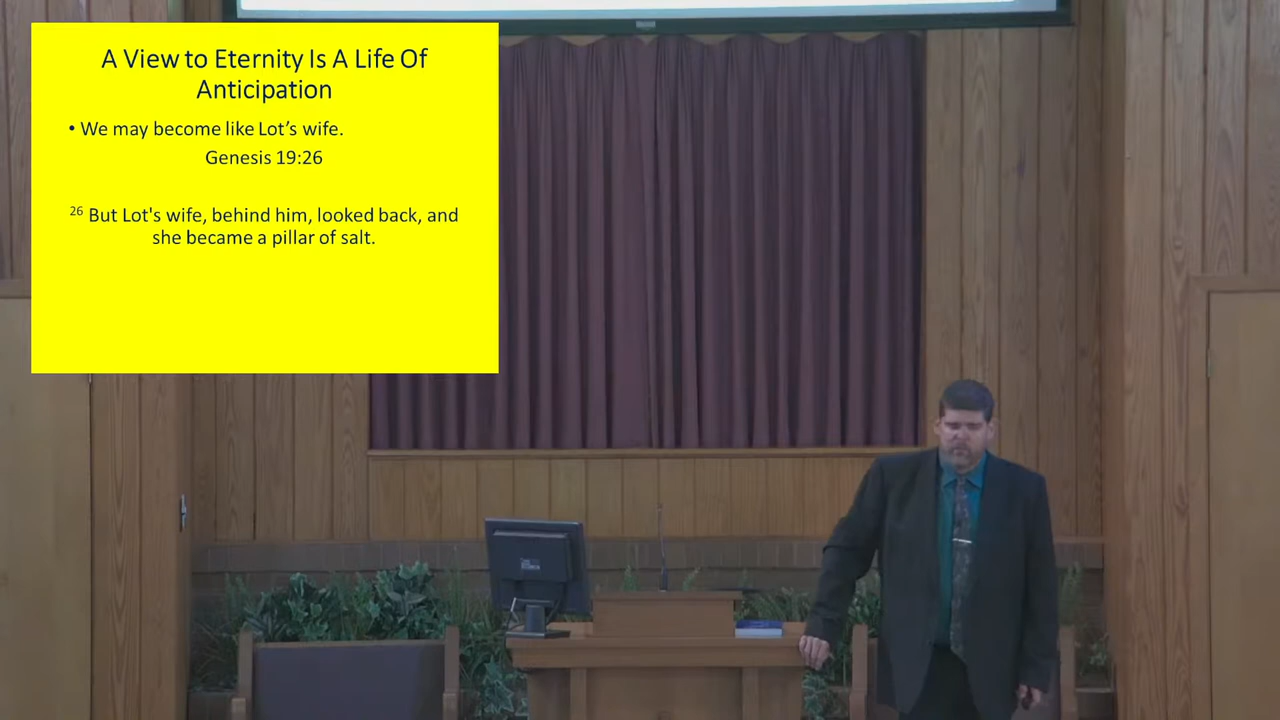 A View to Eternity Is A Life Of
Anticipation
• We may become like Lot’s wife.
Genesis 19:26
26 But Lot's wife, behind him, looked back, and
she became a pillar of salt.